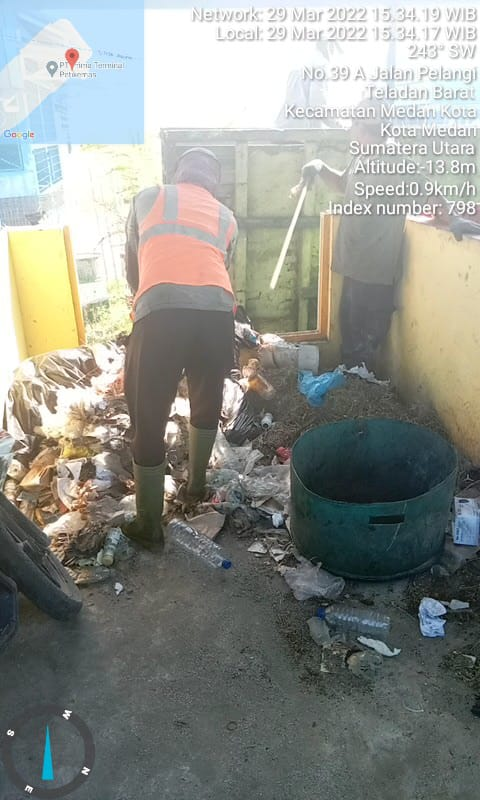 Network: 29 Mar 2022 15.34.19 WIB
Local: 29 Mar 2022 15.34.17 WIB
243° SW
No.39 A Jalan Pelangi
Teladan Barat
Kecamatan Medan Kota
Kota Medan
Sumatera Utara
Altitude:-13.8m
Speed:0.9km/h
Index number: 798
PT Prima Terminal
Petikemas
Google
W
S
N
E